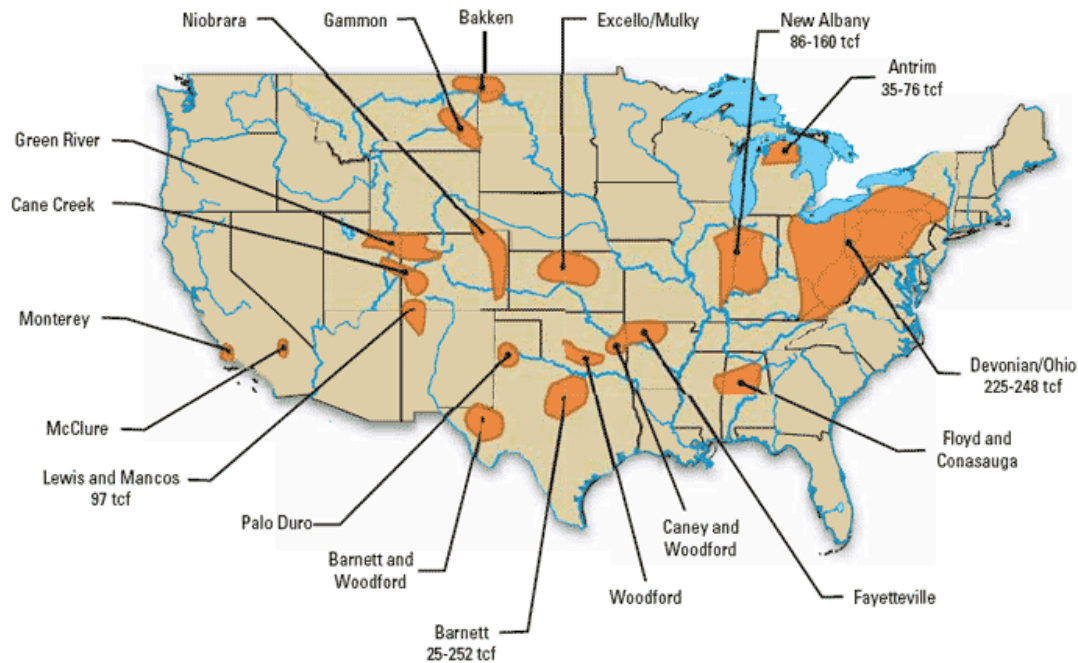 Niobrara
Gammon
Bakken
Excello/Mulky
New Albany
86-160 tcf
Antrim
35-76 tcf
Green River
Cane Creek
Monterey
McClure
Lewis and Mancos
97 tcf
Palo Duro
Barnett and
Woodford
Barnett
25-252 tcf
Woodford
Caney and
Woodford
Fayetteville
Floyd and
Conasauga
Devonian/Ohio
225-248 tcf